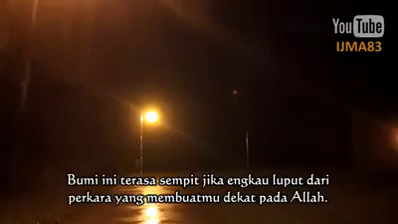 YouTube
IJMA83
Bumi ini terasa sempit jika engkau luput dari
perkara yang membuatmu dekat pada Allah.